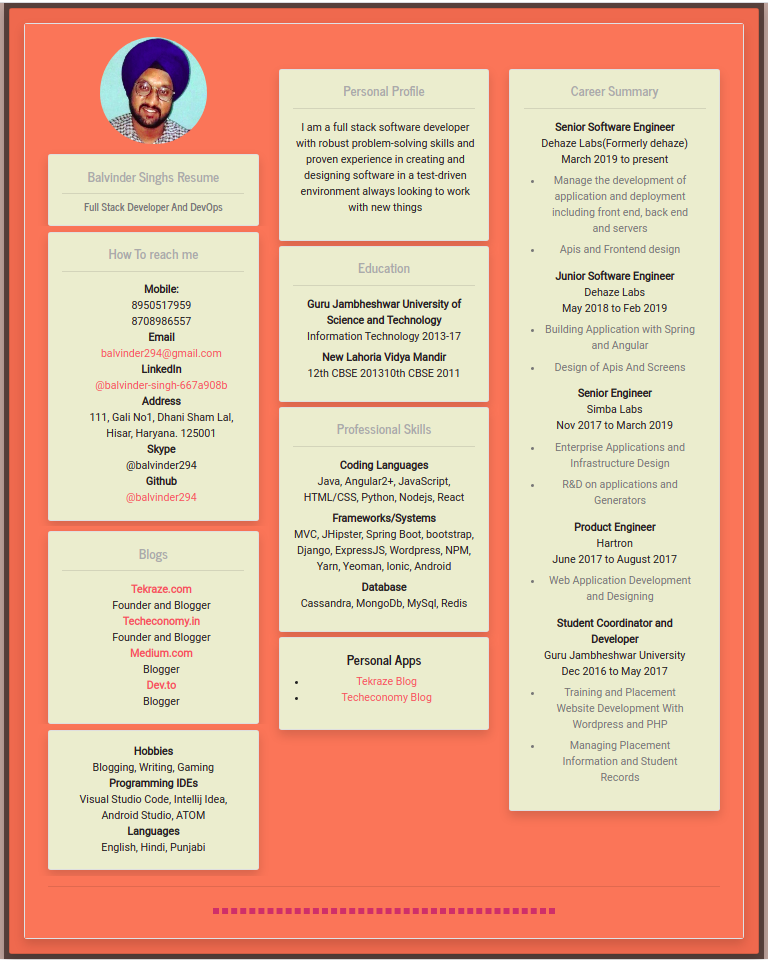 Balvinder Singhs Resume
Full Stack Developer And DevOps
How To reach me
Mobile:
8950517959
8708986557
Email
balvinder294@gmail.com
LinkedIn
@balvinder-singh-667a908b
Address
111, Gali No1, Dhani Sham Lal,
Hisar, Haryana. 125001
Skype
@balvinder294
Github
@balvinder294
Blogs
Tekraze.com
Founder and Blogger
Techeconomy.in
Founder and Blogger
Medium.com
Blogger
Dev.to
Blogger
Hobbies
Blogging, Writing, Gaming
Programming IDEs
Visual Studio Code, Intellij Idea,
Android Studio, ATOM
Languages
English, Hindi, Punjabi
Personal Profile
I am a full stack software developer
with robust problem-solving skills and
proven experience in creating and
designing software in a test-driven
environment always looking to work
with new things
Education
Guru Jambheshwar University of
Science and Technology
Information Technology 2013-17
New Lahoria Vidya Mandir
12th CBSE 201310th CBSE 2011
Professional Skills
Coding Languages
Java, Angular2+, JavaScript,
HTML/CSS, Python, Nodejs, React
Frameworks/Systems
MVC, JHipster, Spring Boot, bootstrap,
Django, ExpressJS, Wordpress, NPM,
Yarn, Yeoman, Ionic, Android
Database
Cassandra, MongoDb, MySql, Redis
Personal Apps
• Tekraze Blog
• Techeconomy Blog
Career Summary
Senior Software Engineer
Dehaze Labs(Formerly dehaze)
March 2019 to present
• Manage the development of
application and deployment
including front end, back end
and servers
• Apis and Frontend design
Junior Software Engineer
Dehaze Labs
May 2018 to Feb 2019
• Building Application with Spring
and Angular
• Design of Apis And Screens
Senior Engineer
Simba Labs
Nov 2017 to March 2019
• Enterprise Applications and
Infrastructure Design
• R&D on applications and
Generators
Product Engineer
Hartron
June 2017 to August 2017
• Web Application Development
and Designing
Student Coordinator and
Developer
Guru Jambheshwar University
Dec 2016 to May 2017
• Training and Placement
Website Development With
Wordpress and PHP
• Managing Placement
Information and Student
Records